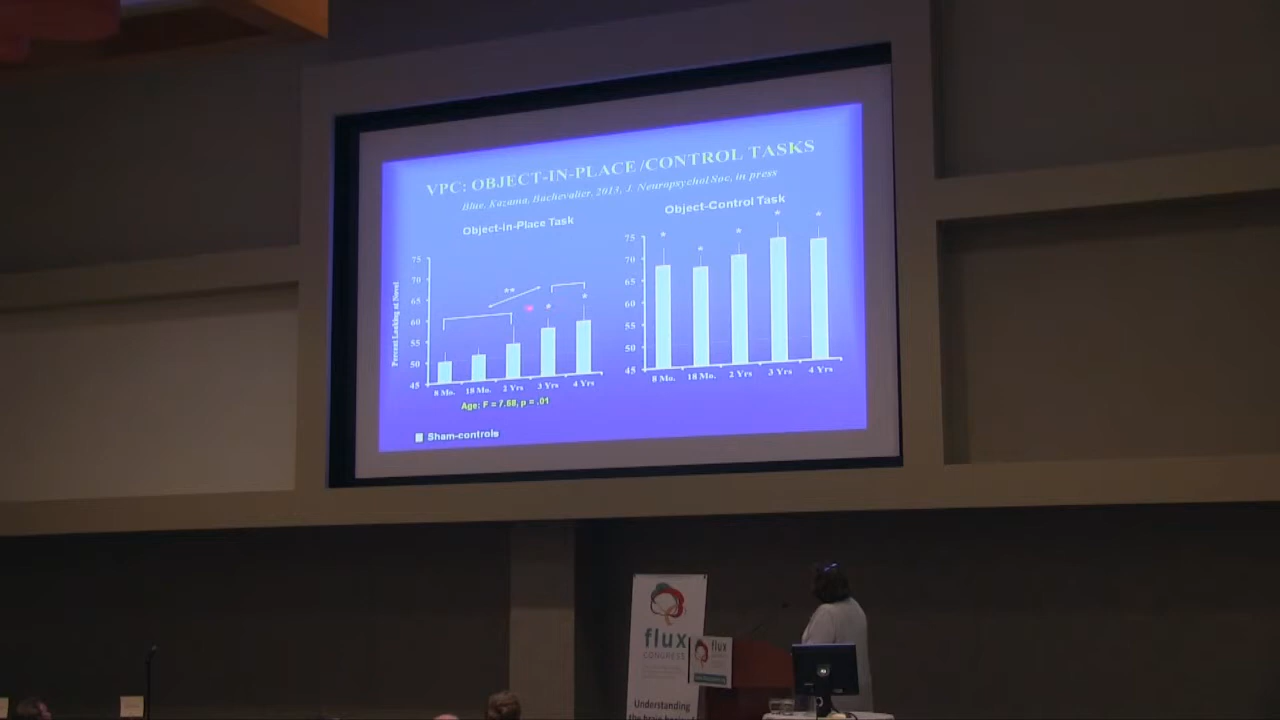 VPC: OBJECT-IN-PLACE /CONTROL TASKS
Blue, Kazama, Bachevalier, 2013, J. Neuropsychol Soc, in press
Object-in-Place Task
Object-Control Task
Percent Looking at Novel
75
70
65
60
55
50
45
**
*
*
8 Mo.
18 Mo.
2 Yrs
3 Yrs
4 Yrs
Age: F = 7.58, p = .01
75
70
65
60
55
50
45
*
*
*
*
*
8 Mo.
18 Mo.
2 Yrs
3 Yrs
4 Yrs
Sham-controls
flux
CONGRESS
Understanding
flux